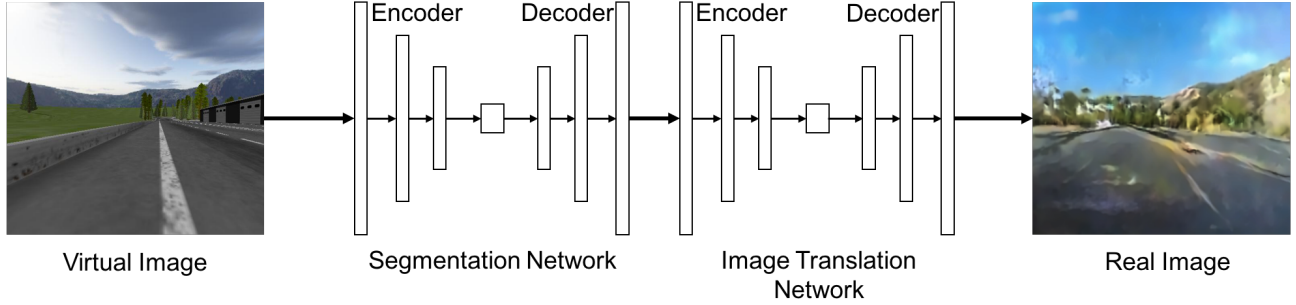 Encoder
Decoder
Encoder
Decoder
Virtual Image
Segmentation Network
Image Translation
Network
Real Image